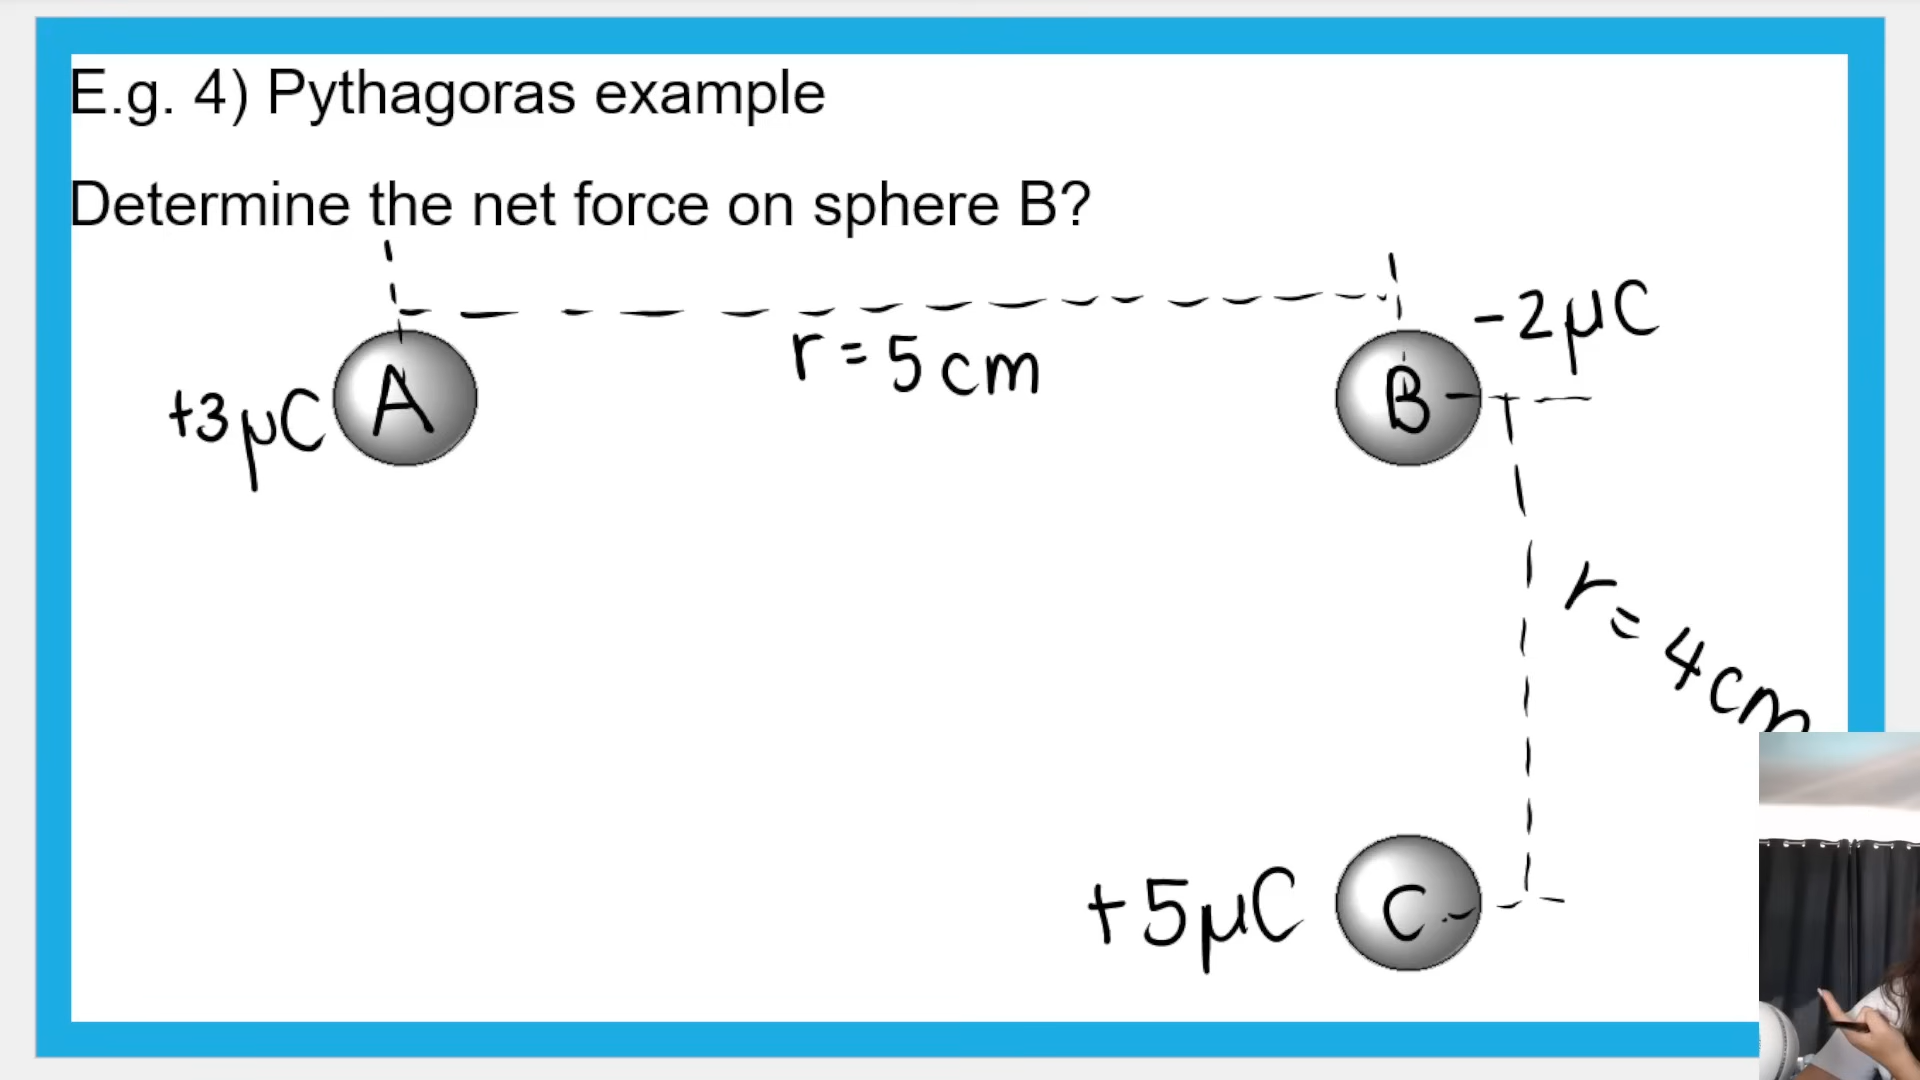 E.g. 4) Pythagoras example
Determine the net force on sphere B?
r = 5 cm
-2μC
+3μC
A
B
r = 4cm
+5μC
C